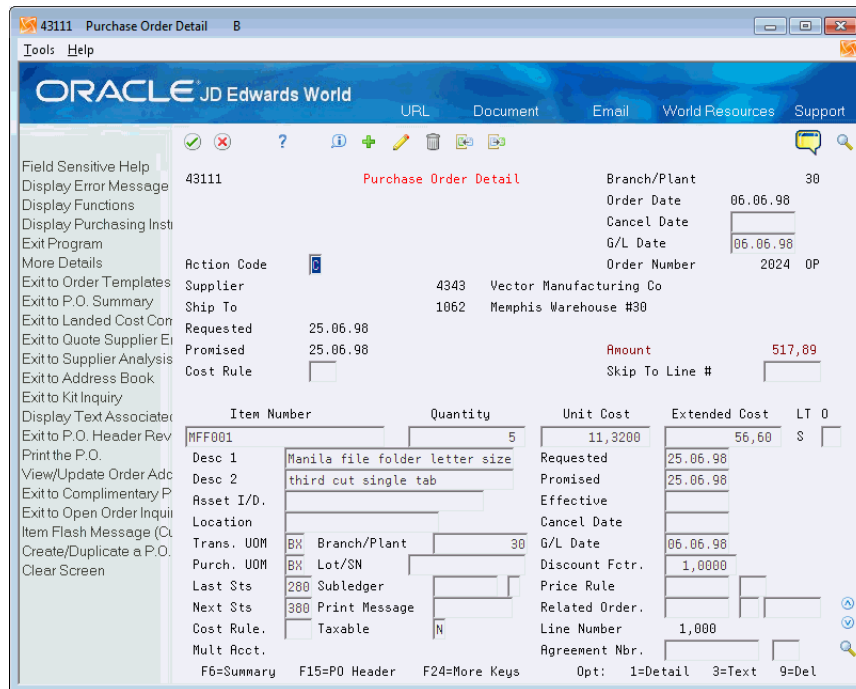 43111 Purchase Order Detail B
Tools Help
ORACLE JD Edwards World
URL Document Email World Resources Support
Field Sensitive Help
Display Error Message
Display Functions
Display Purchasing Inst
Exit Program
More Details
Exit to Order Templates
Exit to P.O. Summary
Exit to Landed Cost Com
Exit to Quote Supplier E
Exit to Supplier Analysis
Exit to Address Book
Exit to Kit Inquiry
Display Text Associated
Exit to P.O. Header Rev
Print the P.O.
View/Update Order Adc
Exit to Complimentary P
Exit to Open Order Inqui
Item Flash Message (Cu
Create/Duplicate a P.O.
Clear Screen
43111 Purchase Order Detail Branch/Plant 30
Order Date 06.06.98
Cancel Date
G/L Date 06.06.98
Action Code C Order Number 2024 OP
Supplier 4343 Vector Manufacturing Co
Ship To 1062 Memphis Warehouse #30
Requested 25.06.98
Promised 25.06.98 Amount 517,89
Cost Rule Skip To Line #
Item Number Quantity Unit Cost Extended Cost LT O
MFF001 5 11,3200 56,60 S
Desc 1 Manila file folder letter size Requested 25.06.98
Desc 2 third cut single tab Promised 25.06.98
Asset I/D. Effective
Location Cancel Date
Trans. UOM BX Branch/Plant 30 G/L Date 06.06.98
Purch. UOM BX Lot/SN Discount Fctr. 1,0000
Last Sts 280 Subledger Price Rule
Next Sts 380 Print Message Related Order.
Cost Rule. Taxable N Line Number 1,000
Mult Acct. Agreement Nbr.
F6=Summary F15=PO Header F24=More Keys Opt: 1=Detail 3=Text 9=Del